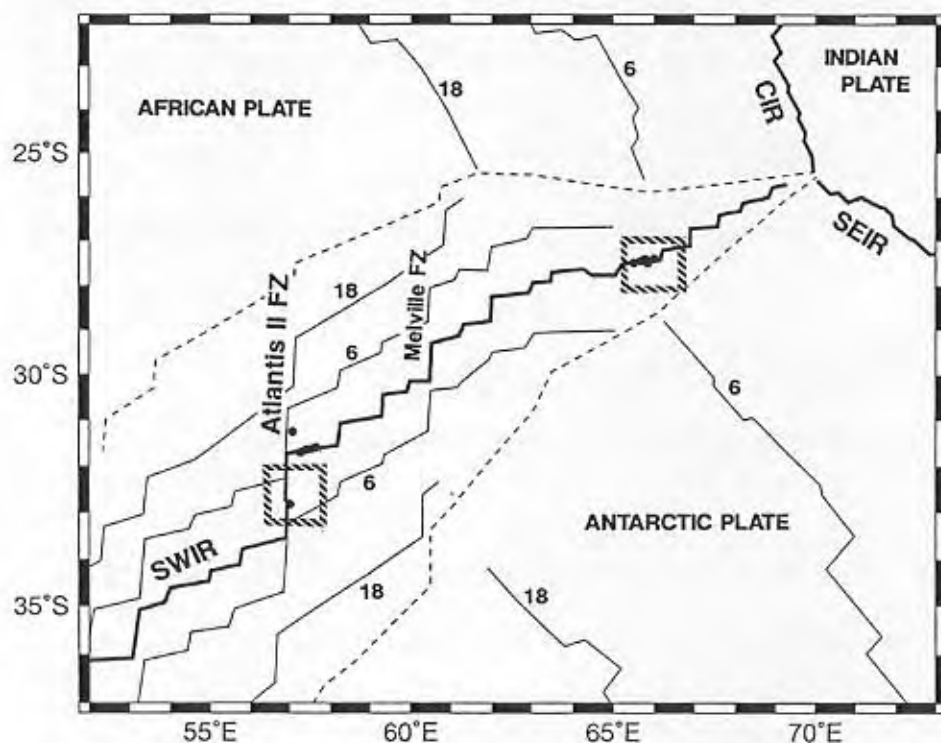 18
6
CIR
INDIAN
PLATE
AFRICAN PLATE
25°S
SEIR
Atlantis II FZ
18
Melville FZ
6
30°S
6
6
SWIR
ANTARCTIC PLATE
18
18
35°S
55°E
60°E
65°E
70°E